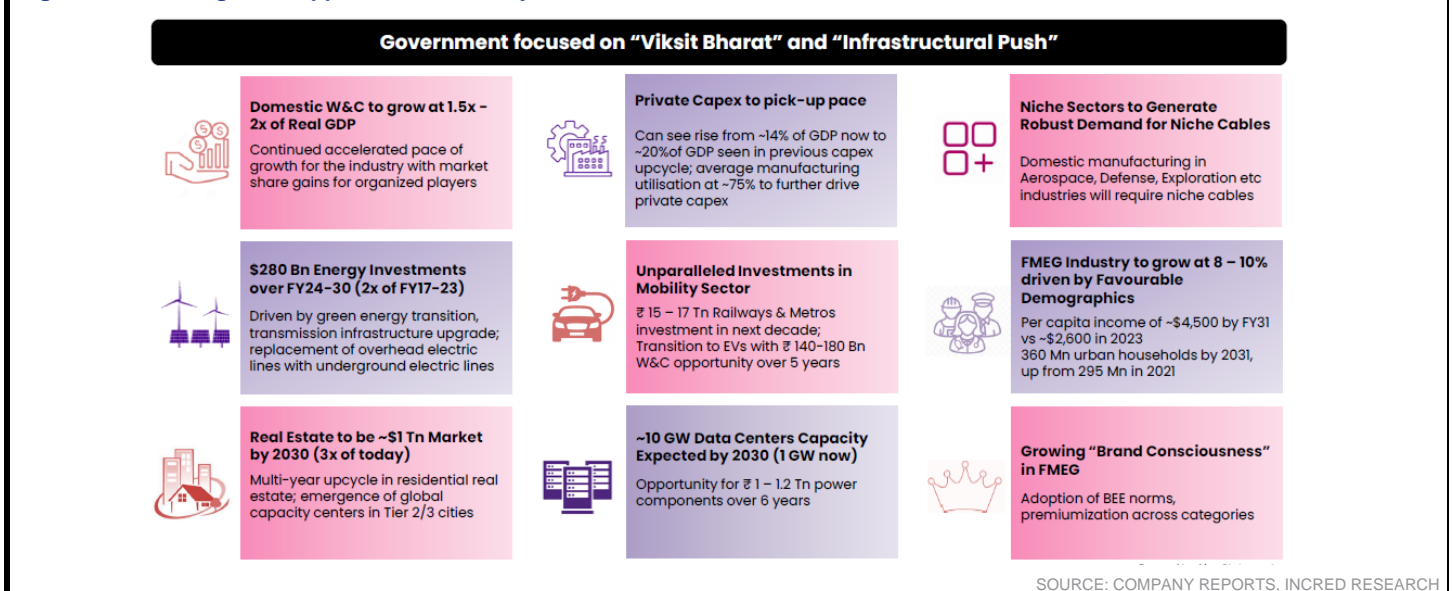 Government focused on “Viksit Bharat” and “Infrastructural Push”
Domestic W&C to grow at 1.5x -
2x of Real GDP
Continued accelerated pace of
growth for the industry with market
share gains for organized players
Private Capex to pick-up pace
Can see rise from ~14% of GDP now to
~20%of GDP seen in previous capex
upcycle; average manufacturing
utilisation at ~75% to further drive
private capex
Niche Sectors to Generate
Robust Demand for Niche Cables
Domestic manufacturing in
Aerospace, Defense, Exploration etc
industries will require niche cables
$280 Bn Energy Investments
over FY24-30 (2x of FY17-23)
Driven by green energy transition,
transmission infrastructure upgrade;
replacement of overhead electric
lines with underground electric lines
Unparalleled Investments in
Mobility Sector
₹ 15 – 17 Tn Railways & Metros
investment in next decade;
Transition to EVs with ₹ 140-180 Bn
W&C opportunity over 5 years
FMEG Industry to grow at 8 – 10%
driven by Favourable
Demographics
Per capita income of ~$4,500 by FY31
vs ~$2,600 in 2023
360 Mn urban households by 2031,
up from 295 Mn in 2021
Real Estate to be ~$1 Tn Market
by 2030 (3x of today)
Multi-year upcycle in residential real
estate; emergence of global
capacity centers in Tier 2/3 cities
~10 GW Data Centers Capacity
Expected by 2030 (1 GW now)
Opportunity for ₹ 1 – 1.2 Tn power
components over 6 years
Growing “Brand Consciousness”
in FMEG
Adoption of BEE norms,
premiumization across categories
SOURCE: COMPANY REPORTS, INCRED RESEARCH